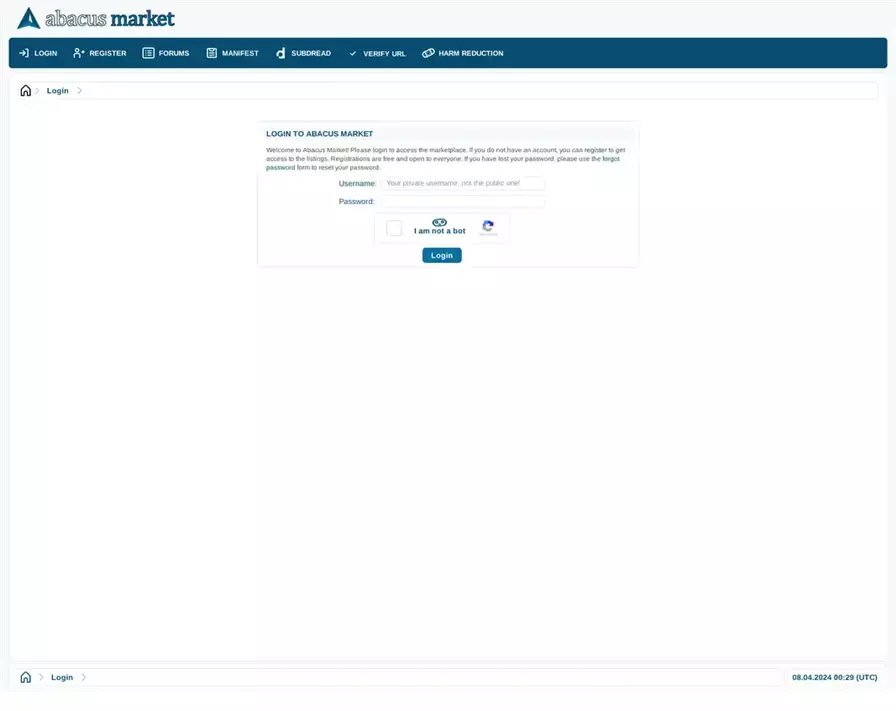 abacus market
LOGIN REGISTER FORUMS MANIFEST SUBDREAD VERIFY URL HARM REDUCTION
Login
LOGIN TO ABACUS MARKET
Welcome to Abacus Market! Please login to access the marketplace. If you do not have an account, you can register to get
access to the listings. Registrations are free and open to everyone. If you have lost your password, please use the forgot
password form to reset your password.
Username: Your private username, not the public one!
Password:
I am not a bot
Login
Login 08.04.2024 00:29 (UTC)